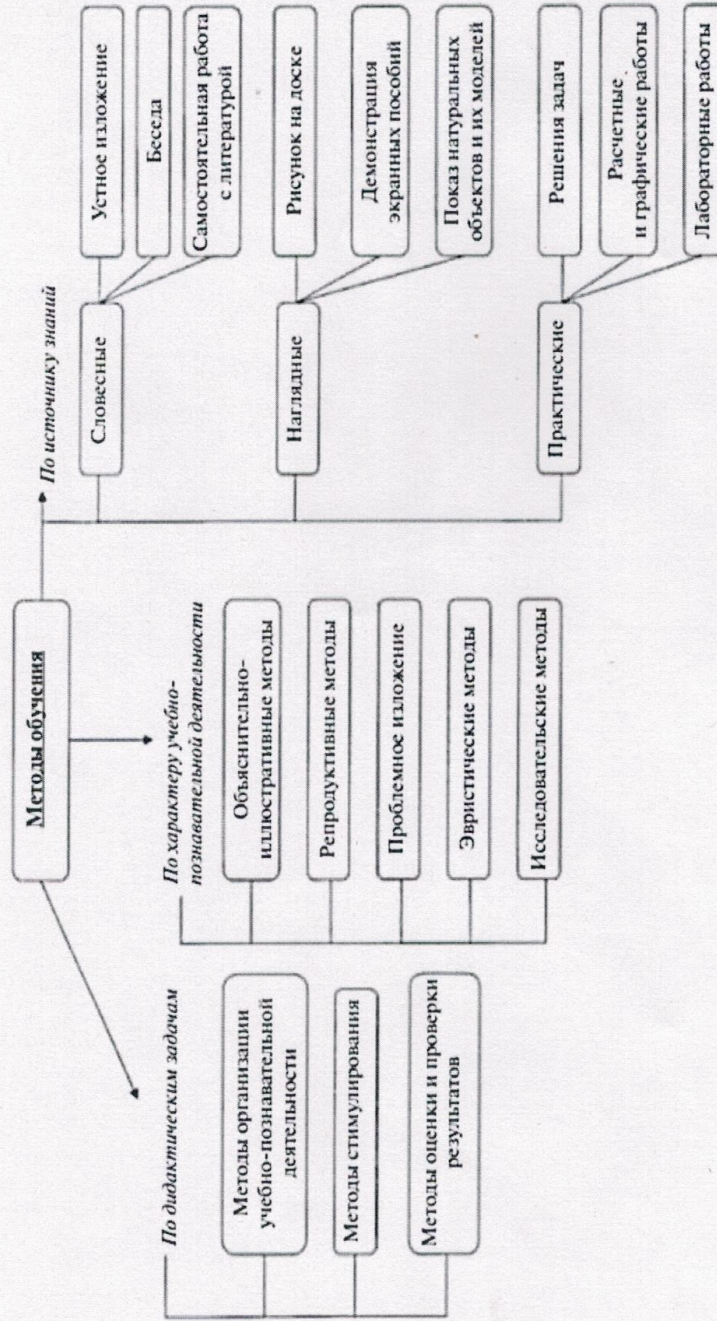 Методы обучения
По дидактическим задачам
Методы организации
учебно-познавательной
деятельности
Методы стимулирования
Методы оценки и проверки
результатов
По характеру учебно-
познавательной деятельности
Объяснительно-
иллюстративные методы
Репродуктивные методы
Проблемное изложение
Эвристические методы
Исследовательские методы
По источнику знаний
Словесные
Устное изложение
Беседа
Самостоятельная работа
с литературой
Наглядные
Рисунок на доске
Демонстрация
экранных пособий
Показ натуральных
объектов и их моделей
Практические
Решения задач
Расчетные
и графические работы
Лабораторные работы